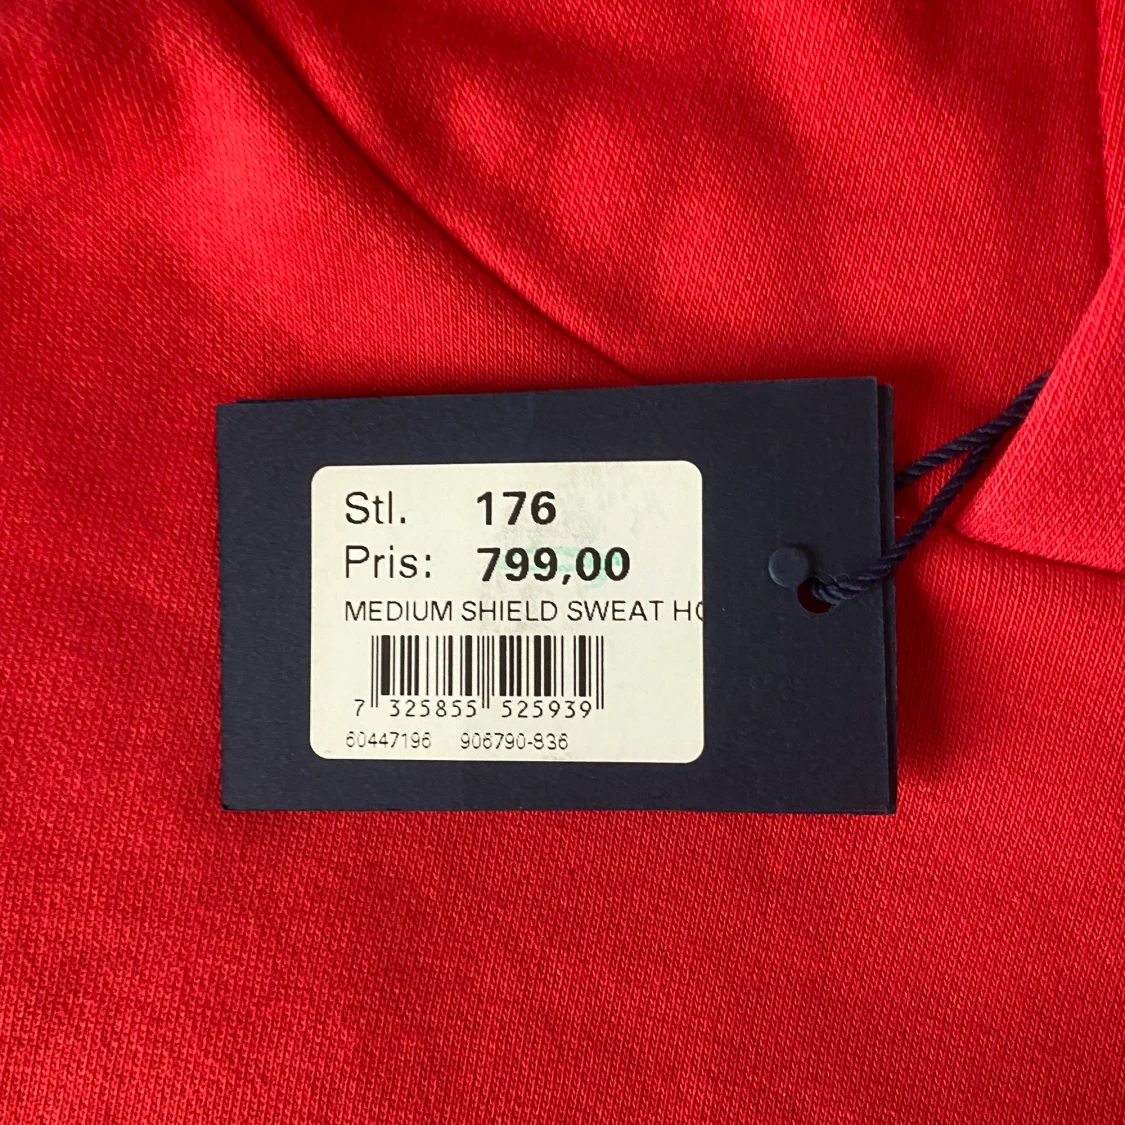 Stl. 176
Pris: 799,00
MEDIUM SHIELD SWEAT HO
7 325855 525939
60447196 906790-836